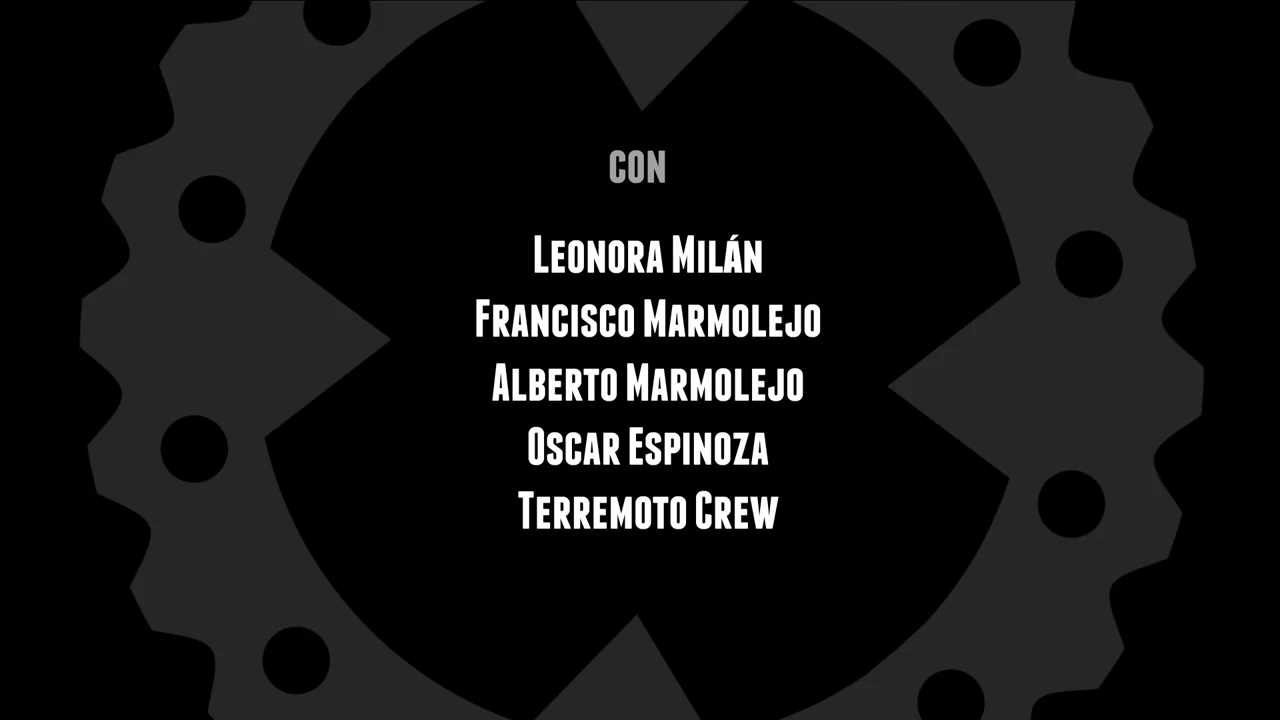 CON
LEONORA MILÁN
FRANCISCO MARMOLEJO
ALBERTO MARMOLEJO
OSCAR ESPINOZA
TERREMOTO CREW